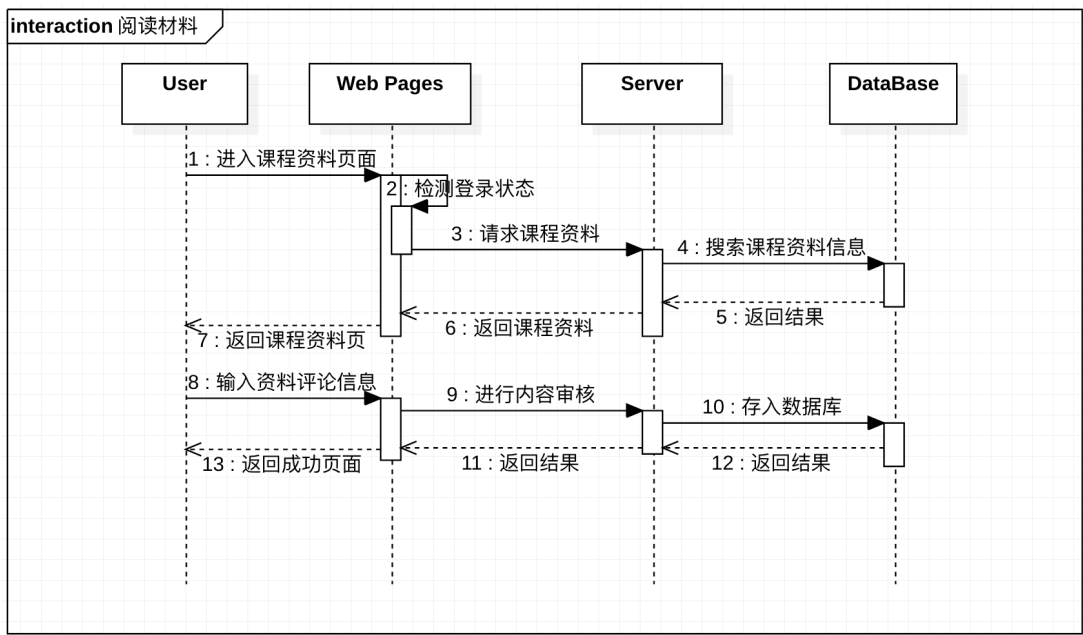 interaction 阅读材料
User
Web Pages
Server
DataBase
1 : 进入课程资料页面
2 : 检测登录状态
3 : 请求课程资料
4 : 搜索课程资料信息
5 : 返回结果
6 : 返回课程资料
7 : 返回课程资料页
8 : 输入资料评论信息
9 : 进行内容审核
10 : 存入数据库
11 : 返回结果
12 : 返回结果
13 : 返回成功页面